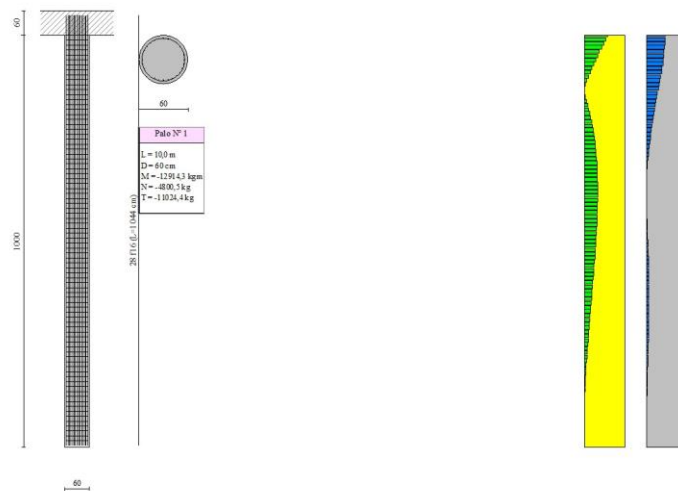 60
60
Palo N° 1
L = 10,0 m
D = 60 cm
M = -12914,3 kgm
N = -4800,5 kg
T = -11024,4 kg
1000
28 f16 (L=1044 cm)
60